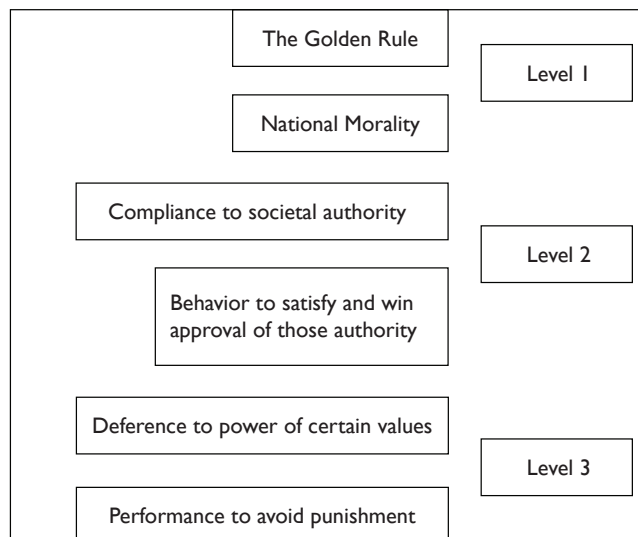 The Golden Rule
Level 1
National Morality
Compliance to societal authority
Level 2
Behavior to satisfy and win
approval of those authority
Deference to power of certain values
Level 3
Performance to avoid punishment